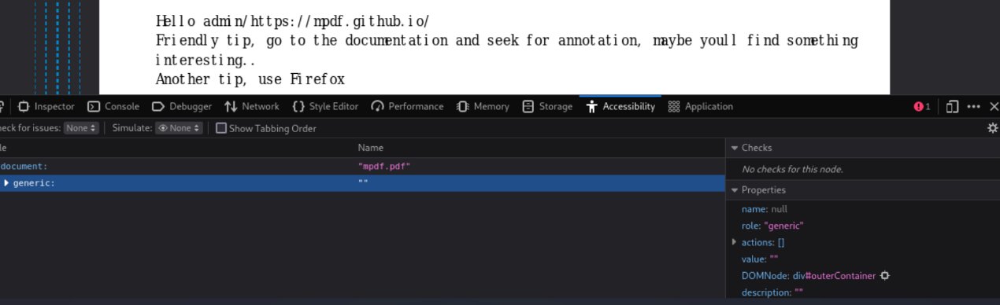 Hello admin/https://mpdf.github.io/
Friendly tip, go to the documentation and seek for annotation, maybe youll find something
interesting..
Another tip, use Firefox
Inspector Console Debugger Network {} Style Editor Performance Memory Storage Accessibility Application 1
eck for issues: None Simulate: None Show Tabbing Order
le Name Checks
document: "mpdf.pdf" No checks for this node.
generic: "" Properties
name: null
role: "generic"
actions: []
value: ""
DOMNode: div#outerContainer
description: ""